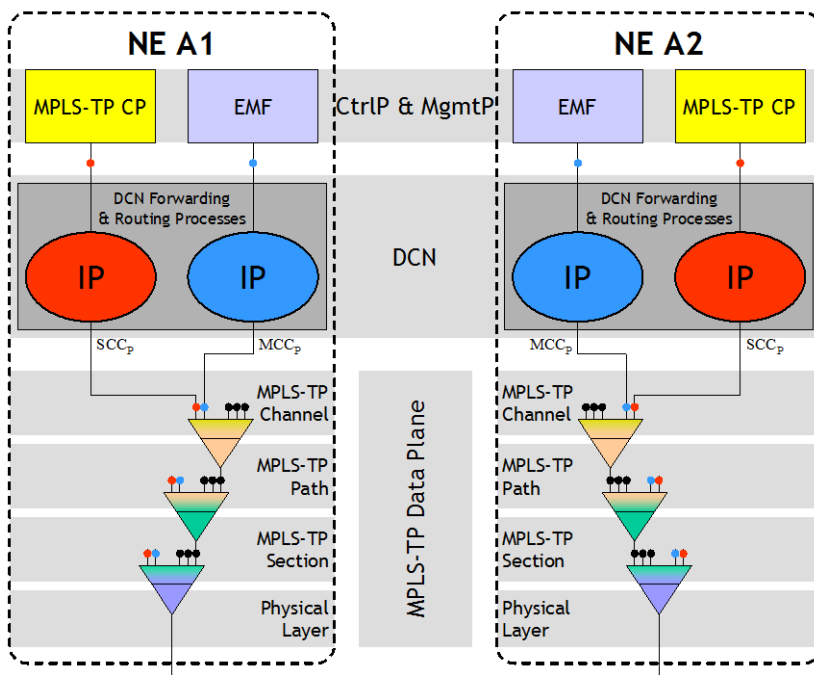 NE A1
NE A2
MPLS-TP CP
EMF
CtrlP & MgmtP
EMF
MPLS-TP CP
DCN Forwarding
& Routing Processes
DCN Forwarding
& Routing Processes
IP
IP
DCN
IP
IP
SCCP
MCCP
MCCP
SCCP
MPLS-TP
Channel
MPLS-TP
Channel
MPLS-TP
Path
MPLS-TP Data Plane
MPLS-TP
Path
MPLS-TP
Section
MPLS-TP
Section
Physical
Layer
Physical
Layer